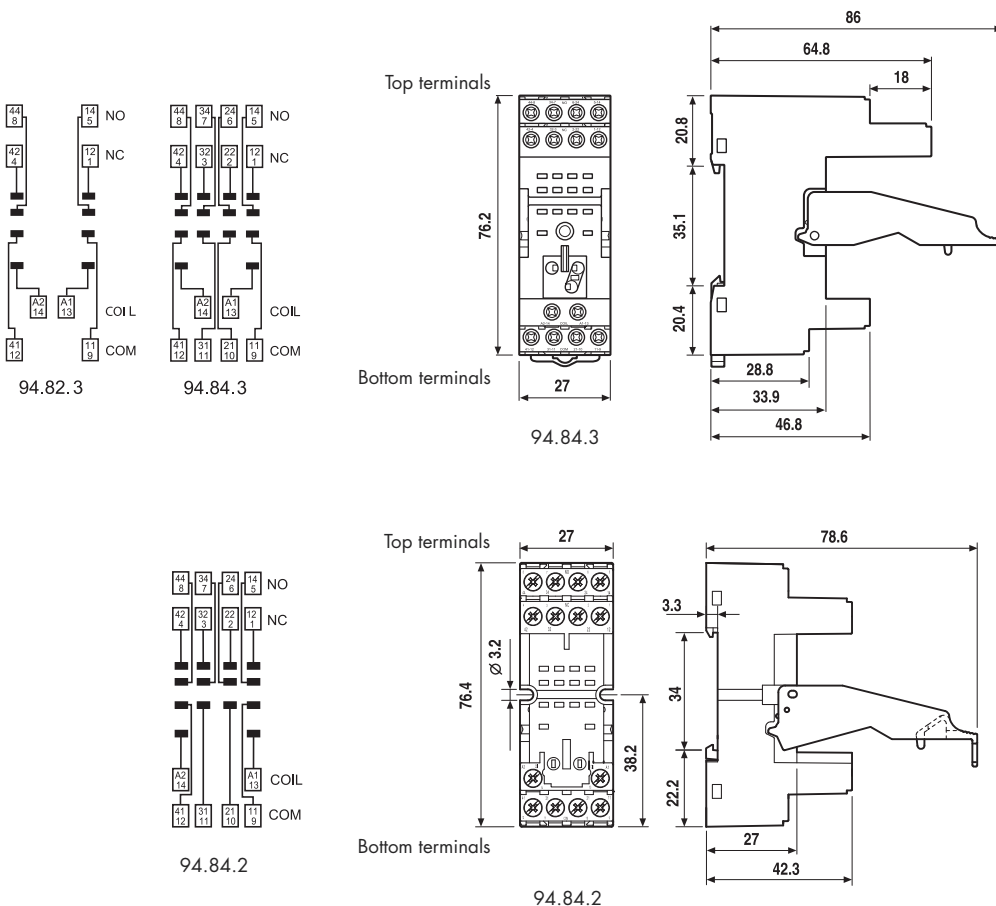 44 8
14 5
NO
42 4
12 1
NC
A2 14
A1 13
COIL
41 12
11 9
COM
94.82.3
44 8
34 7
24 6
14 5
NO
42 4
32 3
22 2
12 1
NC
A2 14
A1 13
COIL
41 12
31 11
21 10
11 9
COM
94.84.3
Top terminals
76.2
Bottom terminals
27
94.84.3
86
64.8
18
20.8
35.1
20.4
28.8
33.9
46.8
44 8
34 7
24 6
14 5
NO
42 4
32 3
22 2
12 1
NC
A2 14
A1 13
COIL
41 12
31 11
21 10
11 9
COM
94.84.2
Top terminals
27
Ø 3.2
76.4
38.2
Bottom terminals
94.84.2
78.6
3.3
34
22.2
27
42.3